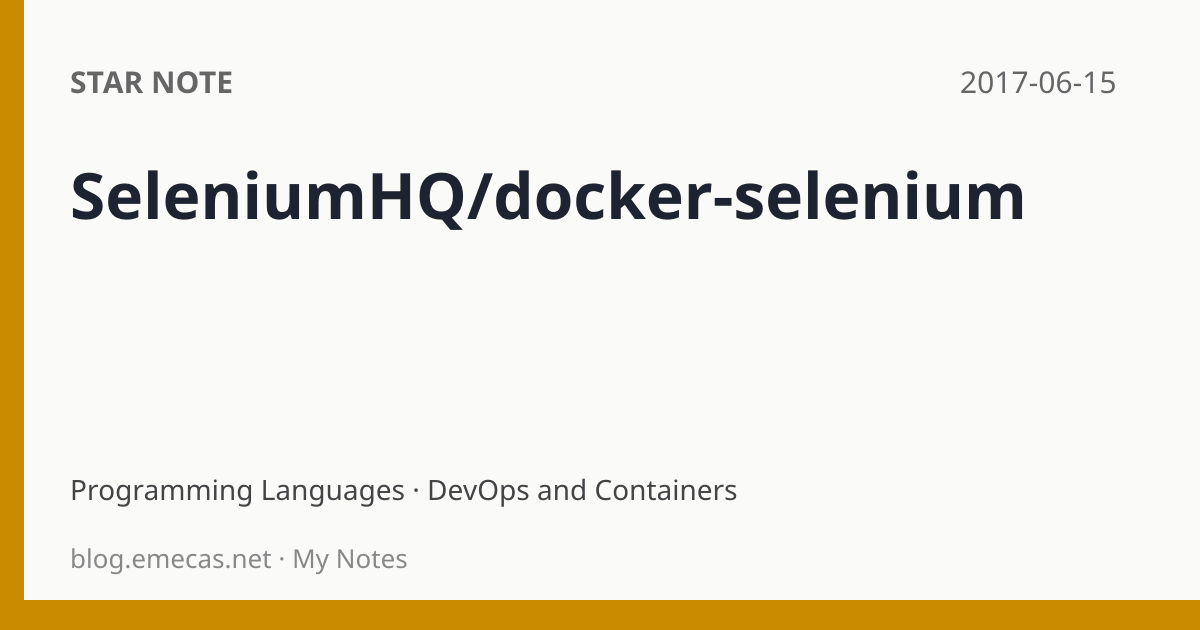 STAR NOTE
2017-06-15
SeleniumHQ/docker-selenium
Programming Languages · DevOps and Containers
blog.emecas.net · My Notes